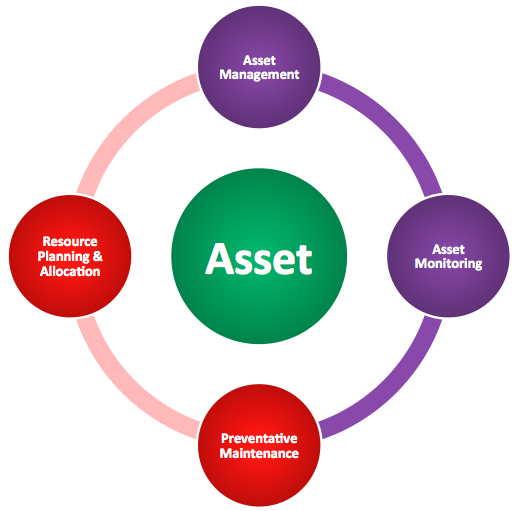 Asset
Management
Resource
Planning &
Allocation
Asset
Asset
Monitoring
Preventative
Maintenance